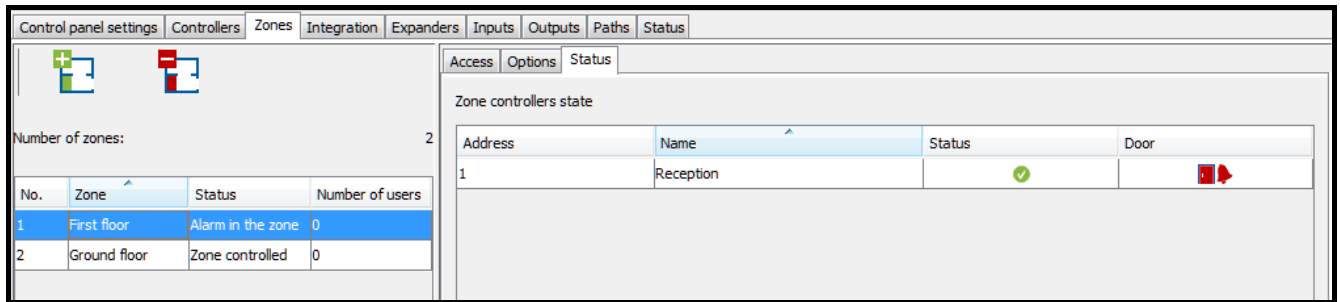 Control panel settings Controllers Zones Integration Expanders Inputs Outputs Paths Status
Number of zones: 2
No. Zone Status Number of users
1 First floor Alarm in the zone 0
2 Ground floor Zone controlled 0
Access Options Status
Zone controllers state
Address Name Status Door
1 Reception